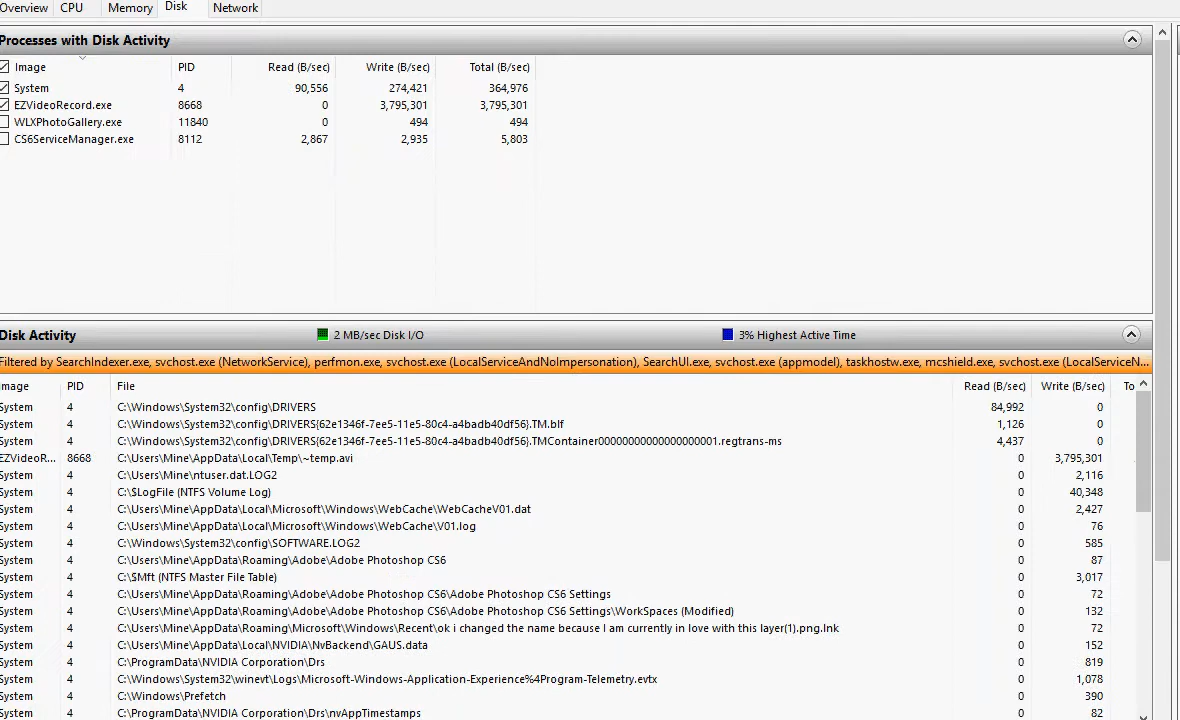 Overview CPU Memory Disk Network
Processes with Disk Activity
Image PID Read (B/sec) Write (B/sec) Total (B/sec)
System 4 90,556 274,421 364,976
EZVideoRecord.exe 8668 0 3,795,301 3,795,301
WLXPhotoGallery.exe 11840 0 494 494
CS6ServiceManager.exe 8112 2,867 2,935 5,803
Disk Activity 2 MB/sec Disk I/O 3% Highest Active Time
Filtered by SearchIndexer.exe, svchost.exe (NetworkService), perfmon.exe, svchost.exe (LocalServiceAndNoImpersonation), SearchUI.exe, svchost.exe (appmodel), taskhostw.exe, mcshield.exe, svchost.exe (LocalServiceN...
mage PID File Read (B/sec) Write (B/sec) To
System 4 C:\Windows\System32\config\DRIVERS 84,992 0
System 4 C:\Windows\System32\config\DRIVERS{62e1346f-7ee5-11e5-80c4-a4badb40df56}.TM.blf 1,126 0
System 4 C:\Windows\System32\config\DRIVERS{62e1346f-7ee5-11e5-80c4-a4badb40df56}.TMContainer00000000000000000001.regtrans-ms 4,437 0
EZVideoR... 8668 C:\Users\Mine\AppData\Local\Temp\~temp.avi 0 3,795,301
System 4 C:\Users\Mine\ntuser.dat.LOG2 0 2,116
System 4 C:\$LogFile (NTFS Volume Log) 0 40,348
System 4 C:\Users\Mine\AppData\Local\Microsoft\Windows\WebCache\WebCacheV01.dat 0 2,427
System 4 C:\Users\Mine\AppData\Local\Microsoft\Windows\WebCache\V01.log 0 76
System 4 C:\Windows\System32\config\SOFTWARE.LOG2 0 585
System 4 C:\Users\Mine\AppData\Roaming\Adobe\Adobe Photoshop CS6 0 87
System 4 C:\$Mft (NTFS Master File Table) 0 3,017
System 4 C:\Users\Mine\AppData\Roaming\Adobe\Adobe Photoshop CS6\Adobe Photoshop CS6 Settings 0 72
System 4 C:\Users\Mine\AppData\Roaming\Adobe\Adobe Photoshop CS6\Adobe Photoshop CS6 Settings\WorkSpaces (Modified) 0 132
System 4 C:\Users\Mine\AppData\Roaming\Microsoft\Windows\Recent\ok i changed the name because I am currently in love with this layer(1).png.lnk 0 72
System 4 C:\Users\Mine\AppData\Local\NVIDIA\NvBackend\GAUS.data 0 152
System 4 C:\ProgramData\NVIDIA Corporation\Drs 0 819
System 4 C:\Windows\System32\winevt\Logs\Microsoft-Windows-Application-Experience%4Program-Telemetry.evtx 0 1,078
System 4 C:\Windows\Prefetch 0 390
System 4 C:\ProgramData\NVIDIA Corporation\Drs\nvAppTimestamps 0 82